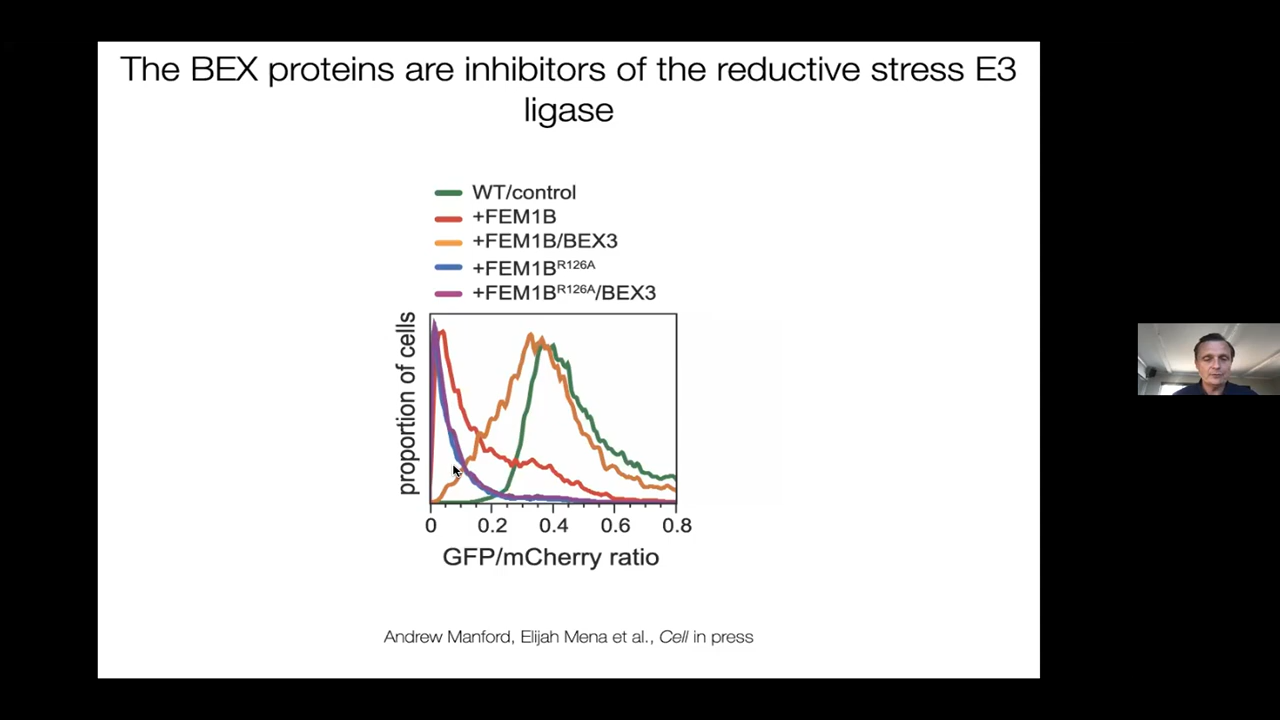 The BEX proteins are inhibitors of the reductive stress E3
ligase
WT/control
+FEM1B
+FEM1B/BEX3
+FEM1B^R126A
+FEM1B^R126A/BEX3
proportion of cells
0 0.2 0.4 0.6 0.8
GFP/mCherry ratio
Andrew Manford, Elijah Mena et al., Cell in press